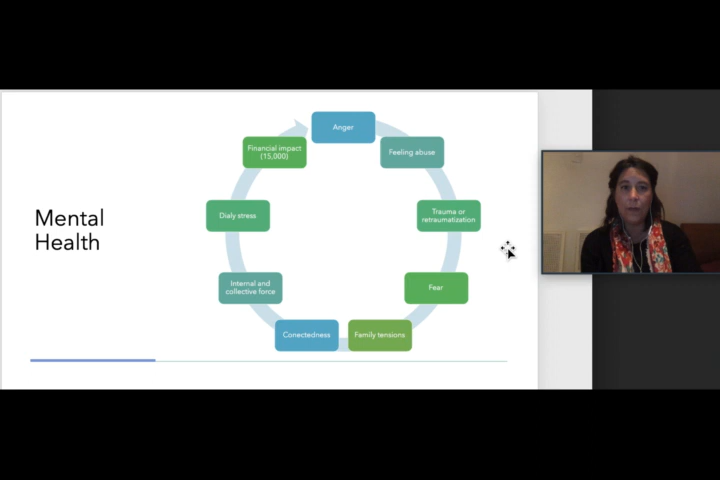 Mental
Health
Anger
Feeling abuse
Trauma or
retraumatization
Fear
Family tensions
Conectedness
Internal and
collective force
Dialy stress
Financial impact
(15,000)